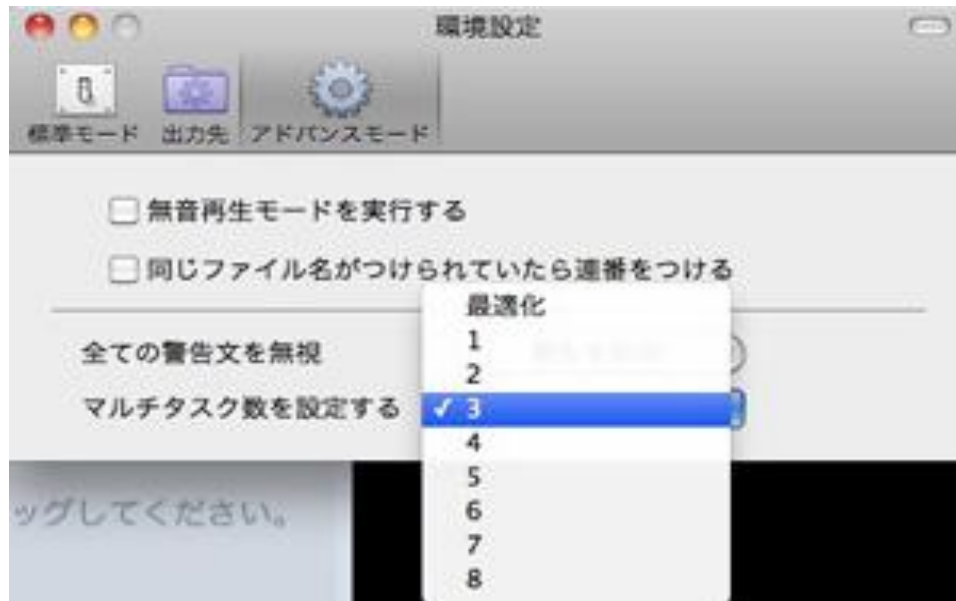 環境設定
標準モード 出力先 アドバンスモード
無音再生モードを実行する
同じファイル名がつけられていたら連番をつける
最適化
全ての警告文を無視
1
2
マルチタスク数を設定する ✓ 3
4
5
ッグしてください。
6
7
8